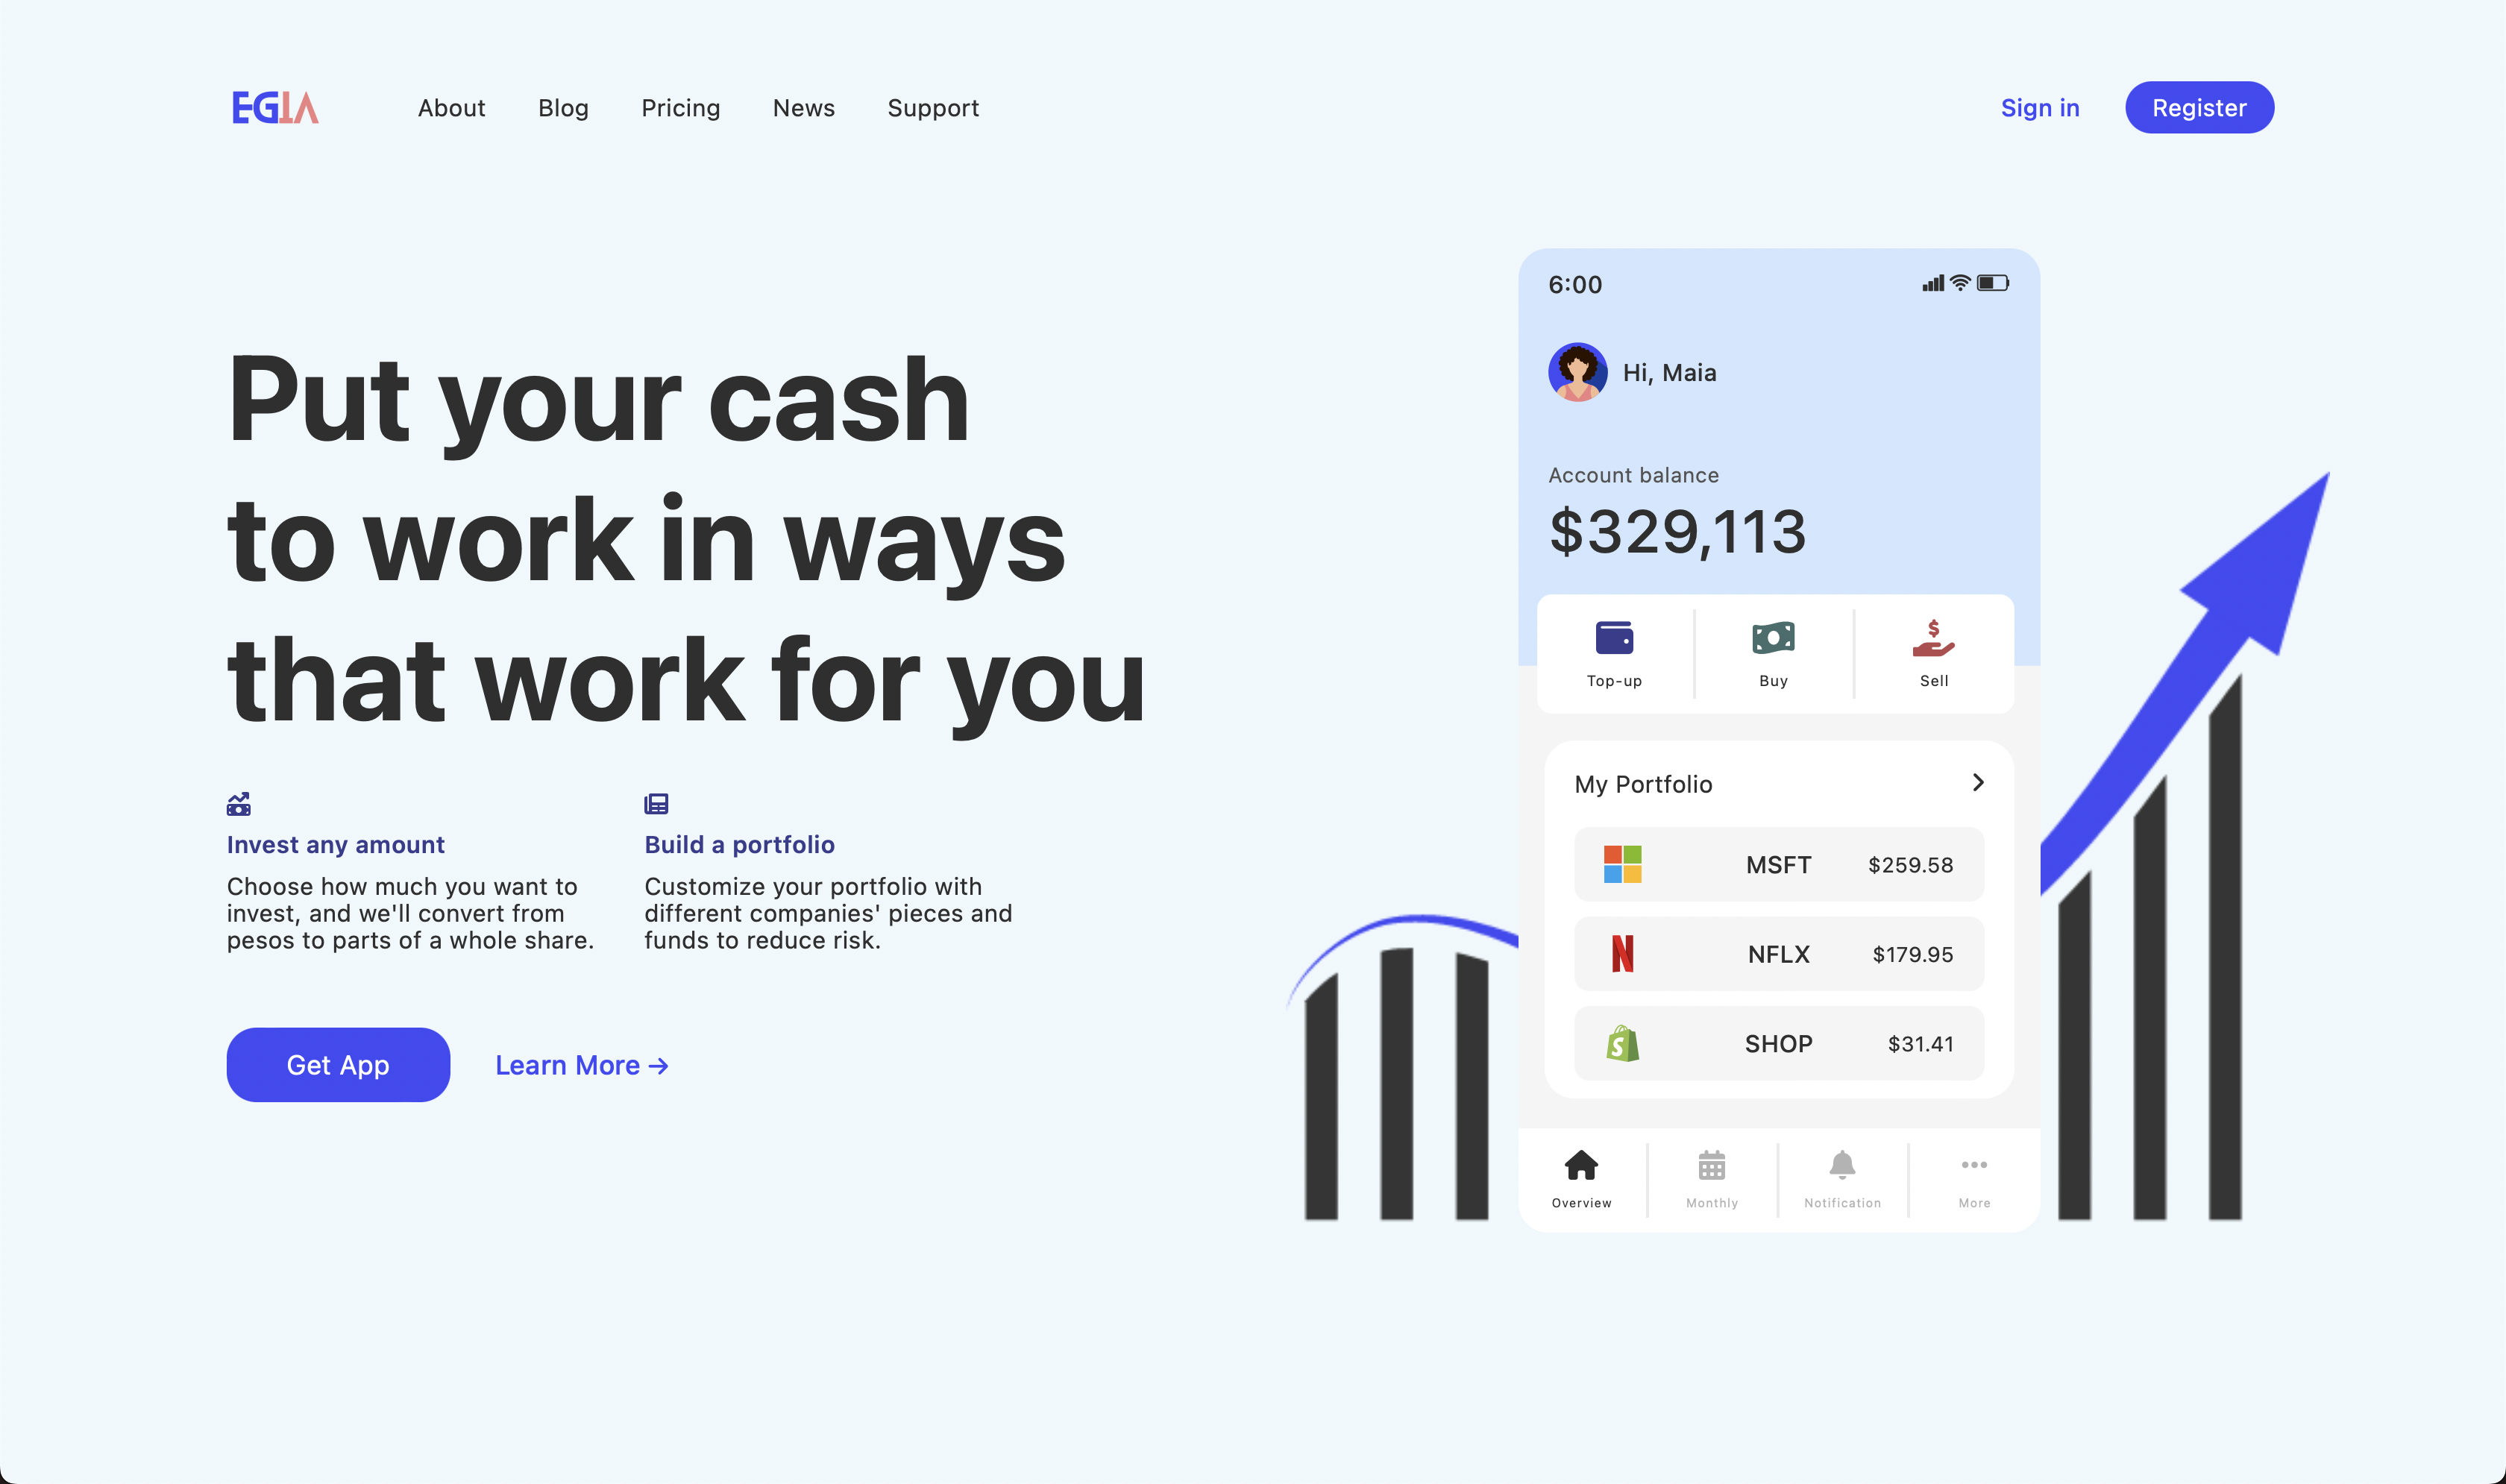 EGIA
About Blog Pricing News Support
Sign in Register
Put your cash
to work in ways
that work for you
Invest any amount
Choose how much you want to
invest, and we'll convert from
pesos to parts of a whole share.
Build a portfolio
Customize your portfolio with
different companies' pieces and
funds to reduce risk.
Get App Learn More →
6:00
Hi, Maia
Account balance
$329,113
Top-up Buy Sell
My Portfolio
MSFT $259.58
NFLX $179.95
SHOP $31.41
Overview Monthly Notification More